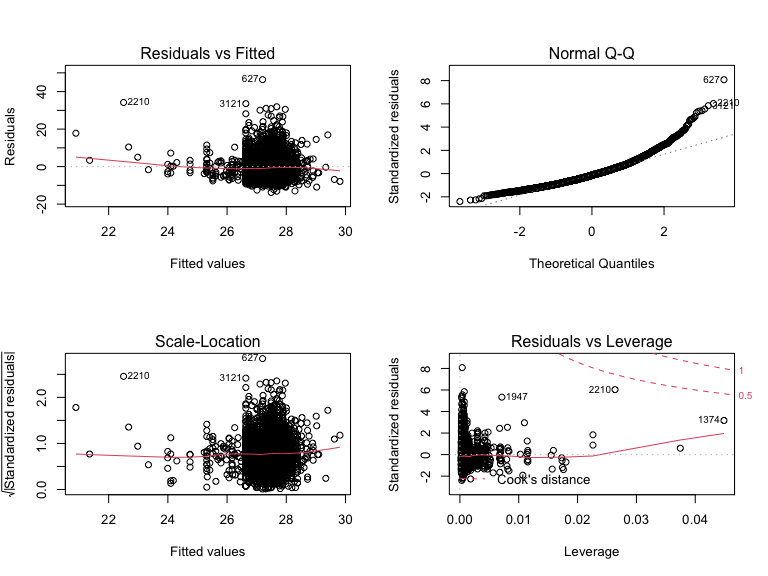 Residuals vs Fitted
Residuals
-20 0 20 40
627
2210
3121
22 24 26 28 30
Fitted values
Normal Q-Q
Standardized residuals
-2 0 2 4 6 8
627
2210
3121
-2 0 2
Theoretical Quantiles
Scale-Location
√|Standardized residuals|
0.0 1.0 2.0
627
2210
3121
22 24 26 28 30
Fitted values
Residuals vs Leverage
Standardized residuals
-2 0 2 4 6 8
1
0.5
1947
2210
1374
Cook's distance
0.00 0.01 0.02 0.03 0.04
Leverage